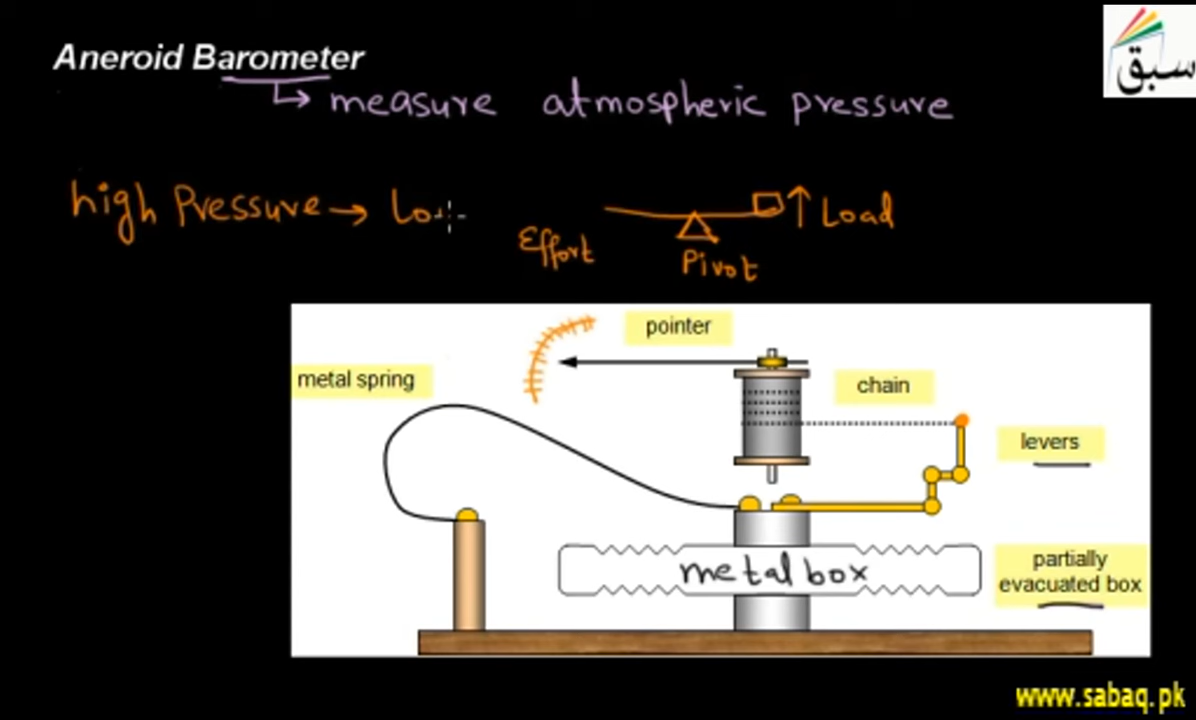 Aneroid Barometer
سبق
measure atmospheric pressure
high Pressure → Lo
Effort
Pivot
↑ Load
pointer
metal spring
chain
levers
metal box
partially
evacuated box
www.sabaq.pk